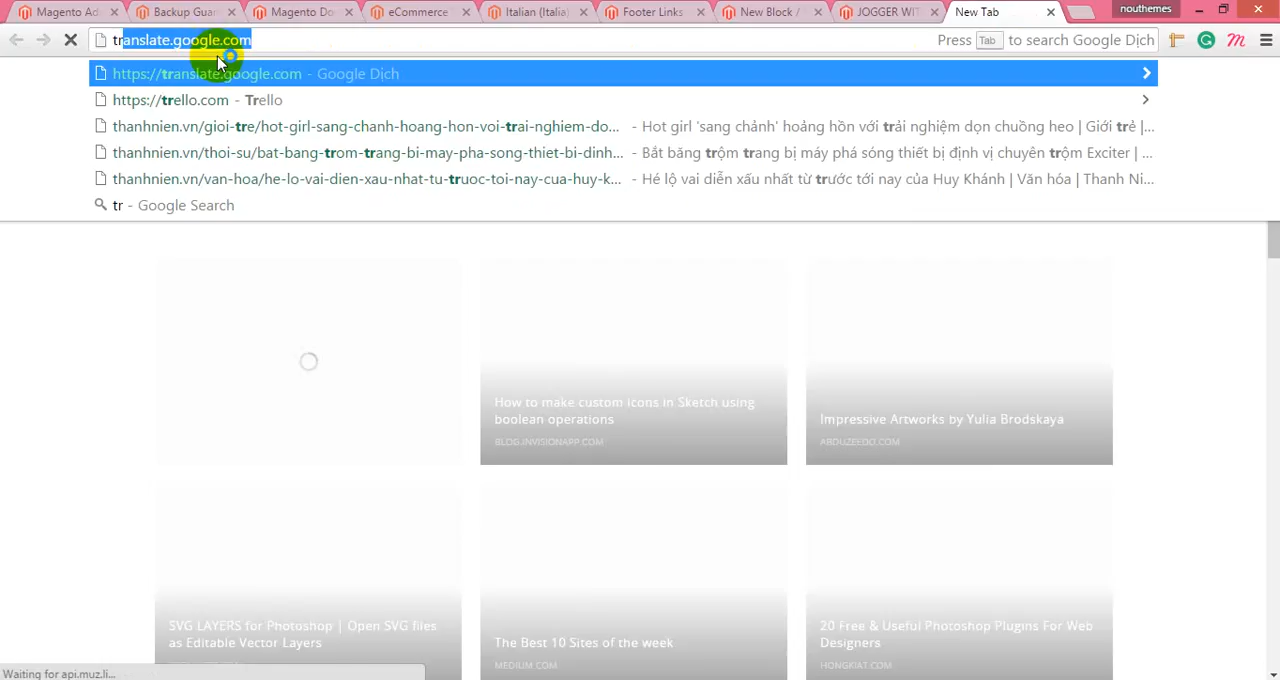 Magento Ad
Backup Gua
Magento Do
eCommerce
Italian (Italia)
Footer Links
New Block /
JOGGER WIT
New Tab
nouthemes
translate.google.com
Press Tab to search Google Dịch
https://translate.google.com - Google Dịch
https://trello.com - Trello
thanhnien.vn/gioi-tre/hot-girl-sang-chanh-hoang-hon-voi-trai-nghiem-do... - Hot girl 'sang chảnh' hoảng hồn với trải nghiệm dọn chuồng heo | Giới trẻ |...
thanhnien.vn/thoi-su/bat-bang-trom-trang-bi-may-pha-song-thiet-bi-dinh... - Bắt băng trộm trang bị máy phá sóng thiết bị định vị chuyên trộm Exciter | ...
thanhnien.vn/van-hoa/he-lo-vai-dien-xau-nhat-tu-truoc-toi-nay-cua-huy-k... - Hé lộ vai diễn xấu nhất từ trước tới nay của Huy Khánh | Văn hóa | Thanh Ni...
tr - Google Search
How to make custom icons in Sketch using
boolean operations
BLOG.INVISIONAPP.COM
Impressive Artworks by Yulia Brodskaya
ABDUZEEDO.COM
SVG LAYERS for Photoshop | Open SVG files
as Editable Vector Layers
The Best 10 Sites of the week
MEDIUM.COM
20 Free & Useful Photoshop Plugins For Web
Designers
HONGKIAT.COM
Waiting for api.muz.li...